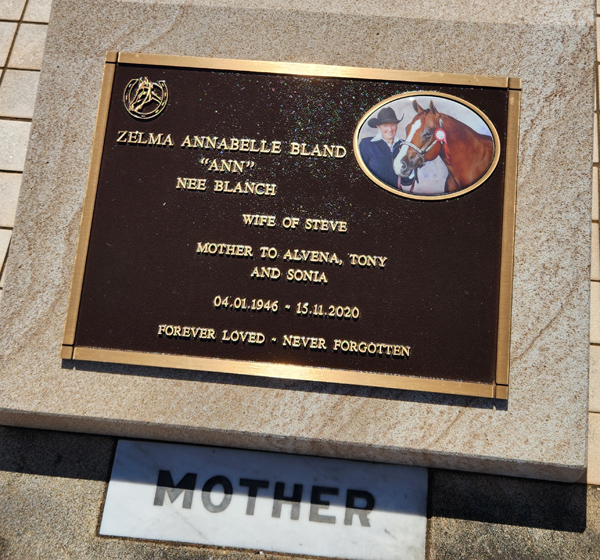 ZELMA ANNABELLE BLAND
"ANN"
NEE BLANCH
WIFE OF STEVE
MOTHER TO ALVENA, TONY
AND SONIA
04.01.1946 - 15.11.2020
FOREVER LOVED - NEVER FORGOTTEN
MOTHER